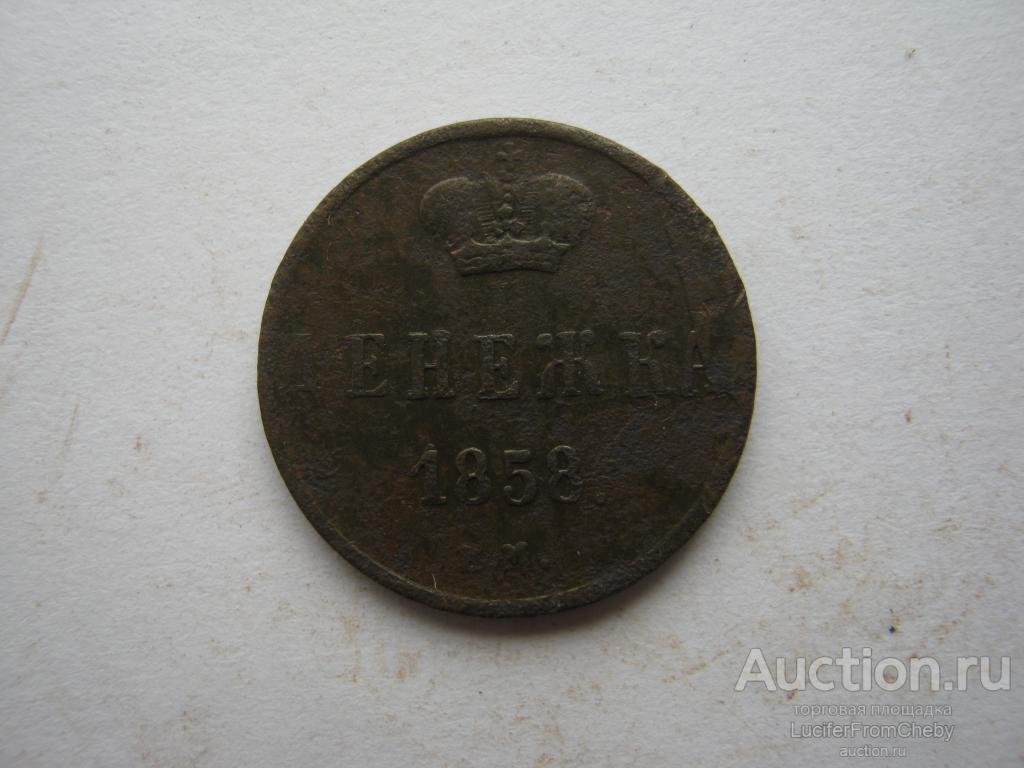 ДЕНЕЖКА
1858.
Е.М.
Auction.ru
торговая площадка
LuciferFromCheby
auction.ru